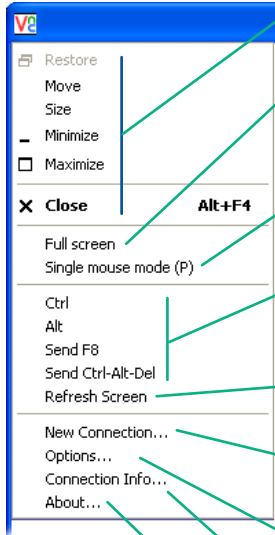 VC
Restore
Move
Size
Minimize
Maximize
Close Alt+F4
Full screen
Single mouse mode (P)
Ctrl
Alt
Send F8
Send Ctrl-Alt-Del
Refresh Screen
New Connection...
Options...
Connection Info...
About...